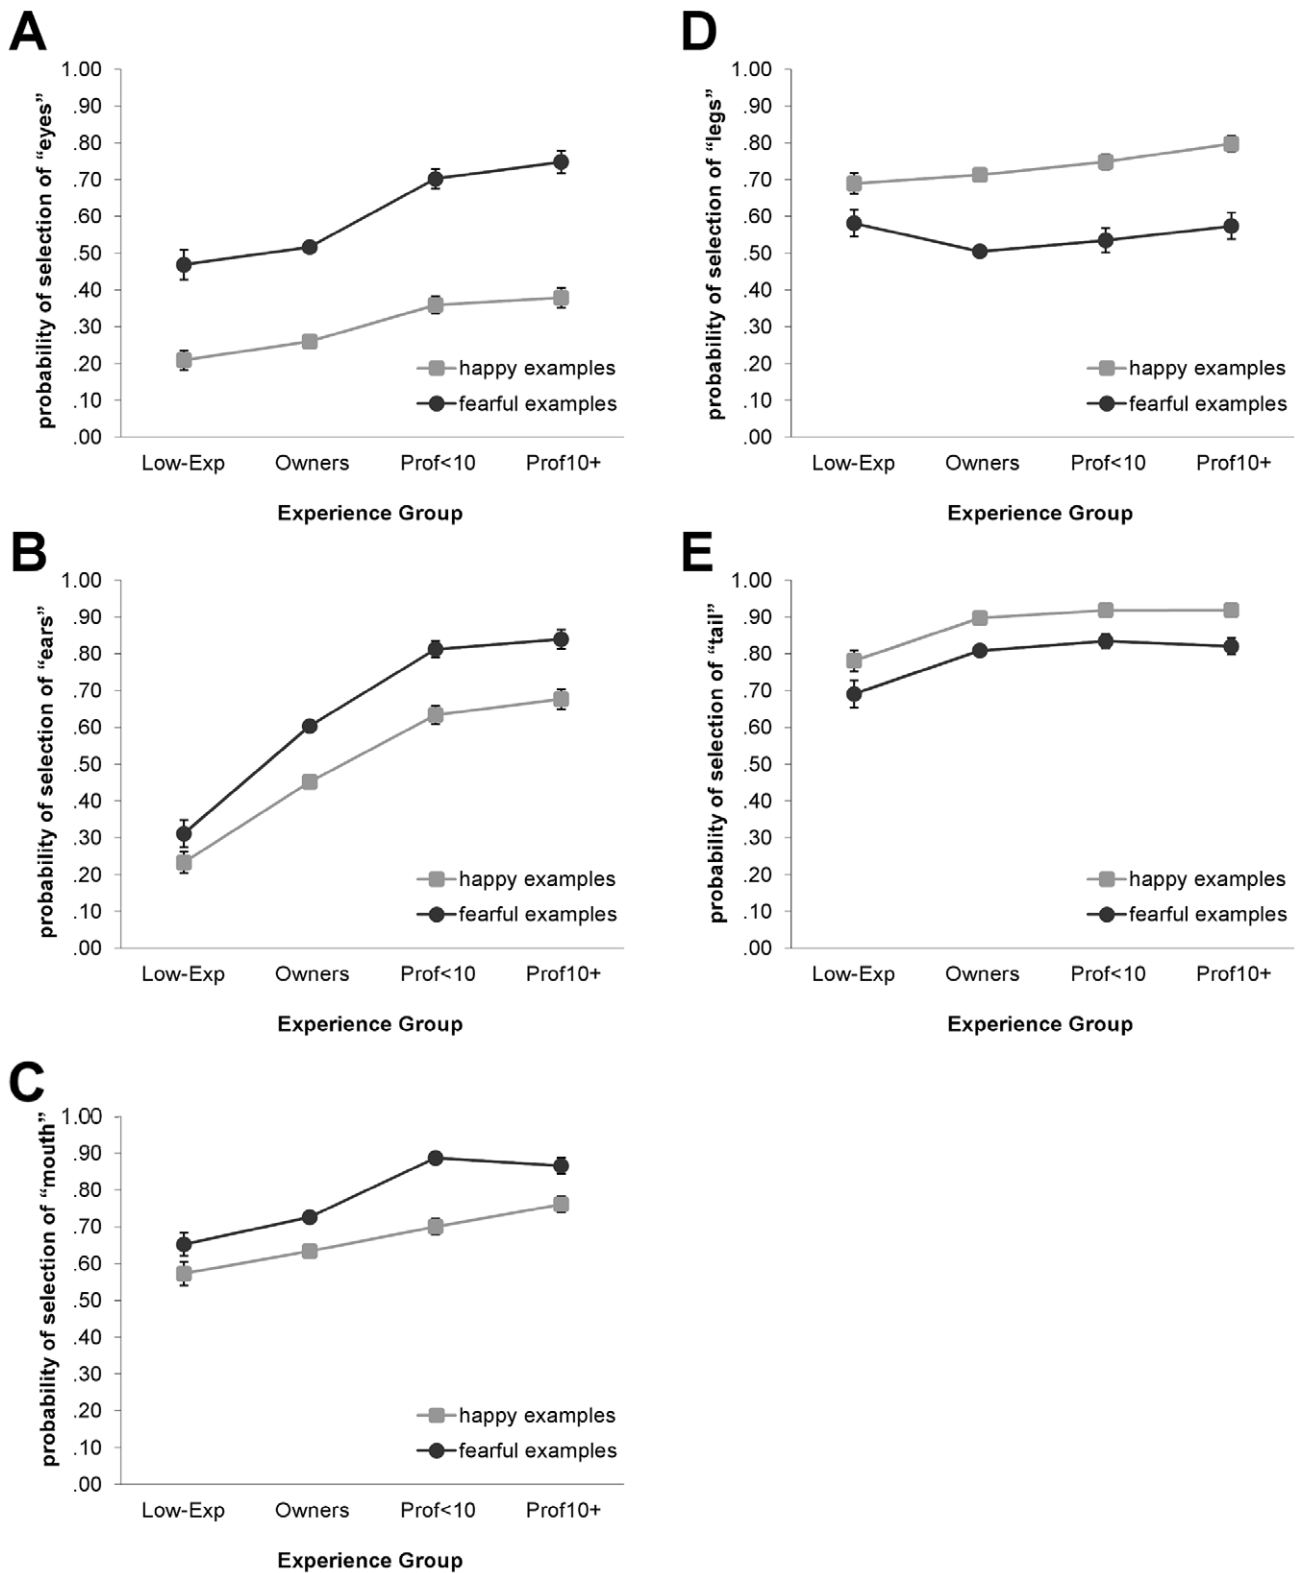 A
probability of selection of “eyes”
1.00
.90
.80
.70
.60
.50
.40
.30
.20
.10
.00
happy examples
fearful examples
Low-Exp Owners Prof<10 Prof10+
Experience Group
B
probability of selection of “ears”
1.00
.90
.80
.70
.60
.50
.40
.30
.20
.10
.00
happy examples
fearful examples
Low-Exp Owners Prof<10 Prof10+
Experience Group
C
probability of selection of “mouth”
1.00
.90
.80
.70
.60
.50
.40
.30
.20
.10
.00
happy examples
fearful examples
Low-Exp Owners Prof<10 Prof10+
Experience Group
D
probability of selection of “legs”
1.00
.90
.80
.70
.60
.50
.40
.30
.20
.10
.00
happy examples
fearful examples
Low-Exp Owners Prof<10 Prof10+
Experience Group
E
probability of selection of “tail”
1.00
.90
.80
.70
.60
.50
.40
.30
.20
.10
.00
happy examples
fearful examples
Low-Exp Owners Prof<10 Prof10+
Experience Group